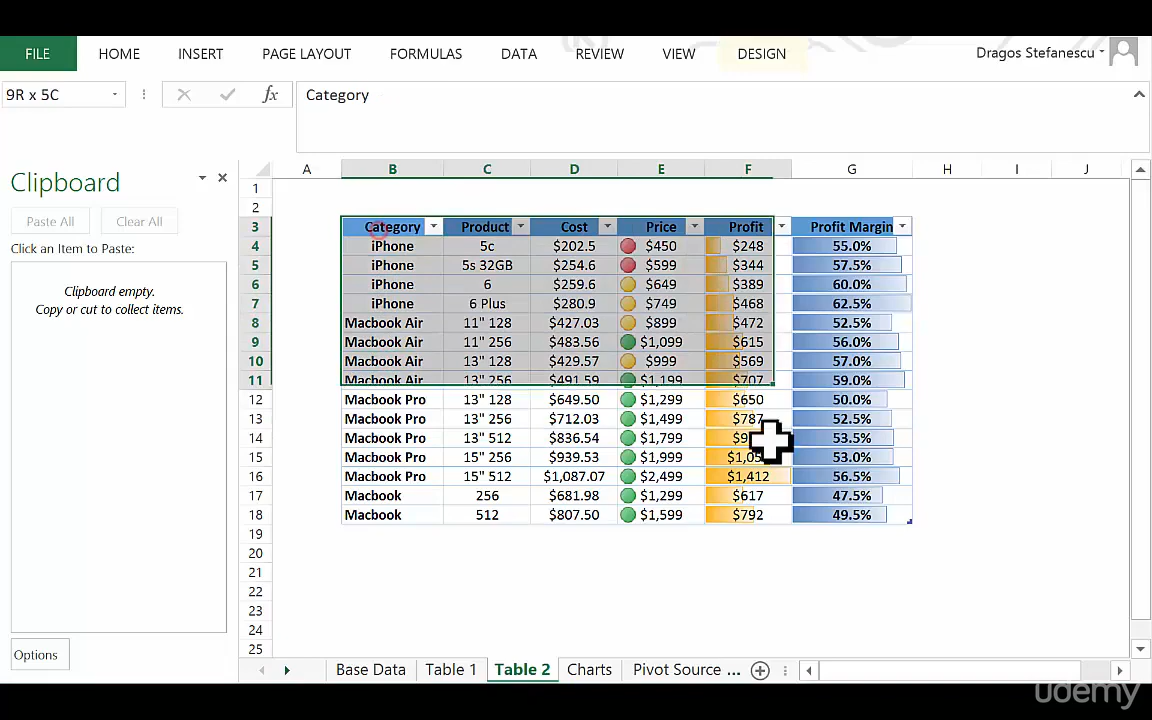 FILE HOME INSERT PAGE LAYOUT FORMULAS DATA REVIEW VIEW DESIGN Dragos Stefanescu
9R x 5C fx Category
Clipboard
Paste All Clear All
Click an Item to Paste:
Clipboard empty.
Copy or cut to collect items.
Options
A B C D E F G H I J
1
2
3 Category Product Cost Price Profit Profit Margin
4 iPhone 5c $202.5 $450 $248 55.0%
5 iPhone 5s 32GB $254.6 $599 $344 57.5%
6 iPhone 6 $259.6 $649 $389 60.0%
7 iPhone 6 Plus $280.9 $749 $468 62.5%
8 Macbook Air 11" 128 $427.03 $899 $472 52.5%
9 Macbook Air 11" 256 $483.56 $1,099 $615 56.0%
10 Macbook Air 13" 128 $429.57 $999 $569 57.0%
11 Macbook Air 13" 256 $491.59 $1,199 $707 59.0%
12 Macbook Pro 13" 128 $649.50 $1,299 $650 50.0%
13 Macbook Pro 13" 256 $712.03 $1,499 $787 52.5%
14 Macbook Pro 13" 512 $836.54 $1,799 53.5%
15 Macbook Pro 15" 256 $939.53 $1,999 53.0%
16 Macbook Pro 15" 512 $1,087.07 $2,499 $1,412 56.5%
17 Macbook 256 $681.98 $1,299 $617 47.5%
18 Macbook 512 $807.50 $1,599 $792 49.5%
19
20
21
22
23
24
25
Base Data Table 1 Table 2 Charts Pivot Source ...
udemy